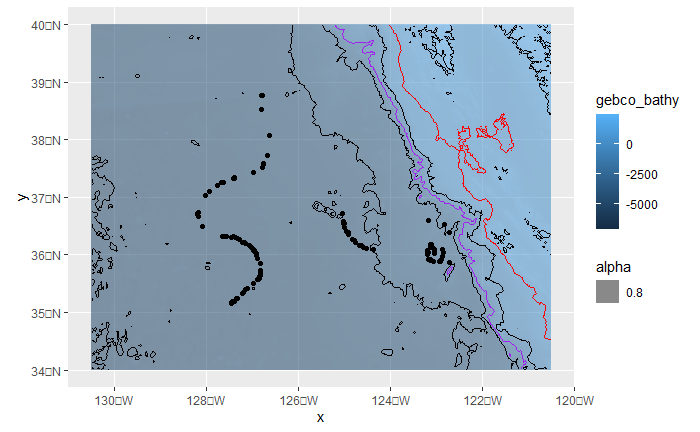 40□N
39□N
38□N
37□N
36□N
35□N
34□N
y
130□W
128□W
126□W
124□W
122□W
120□W
x
gebco_bathy
0
-2500
-5000
alpha
0.8